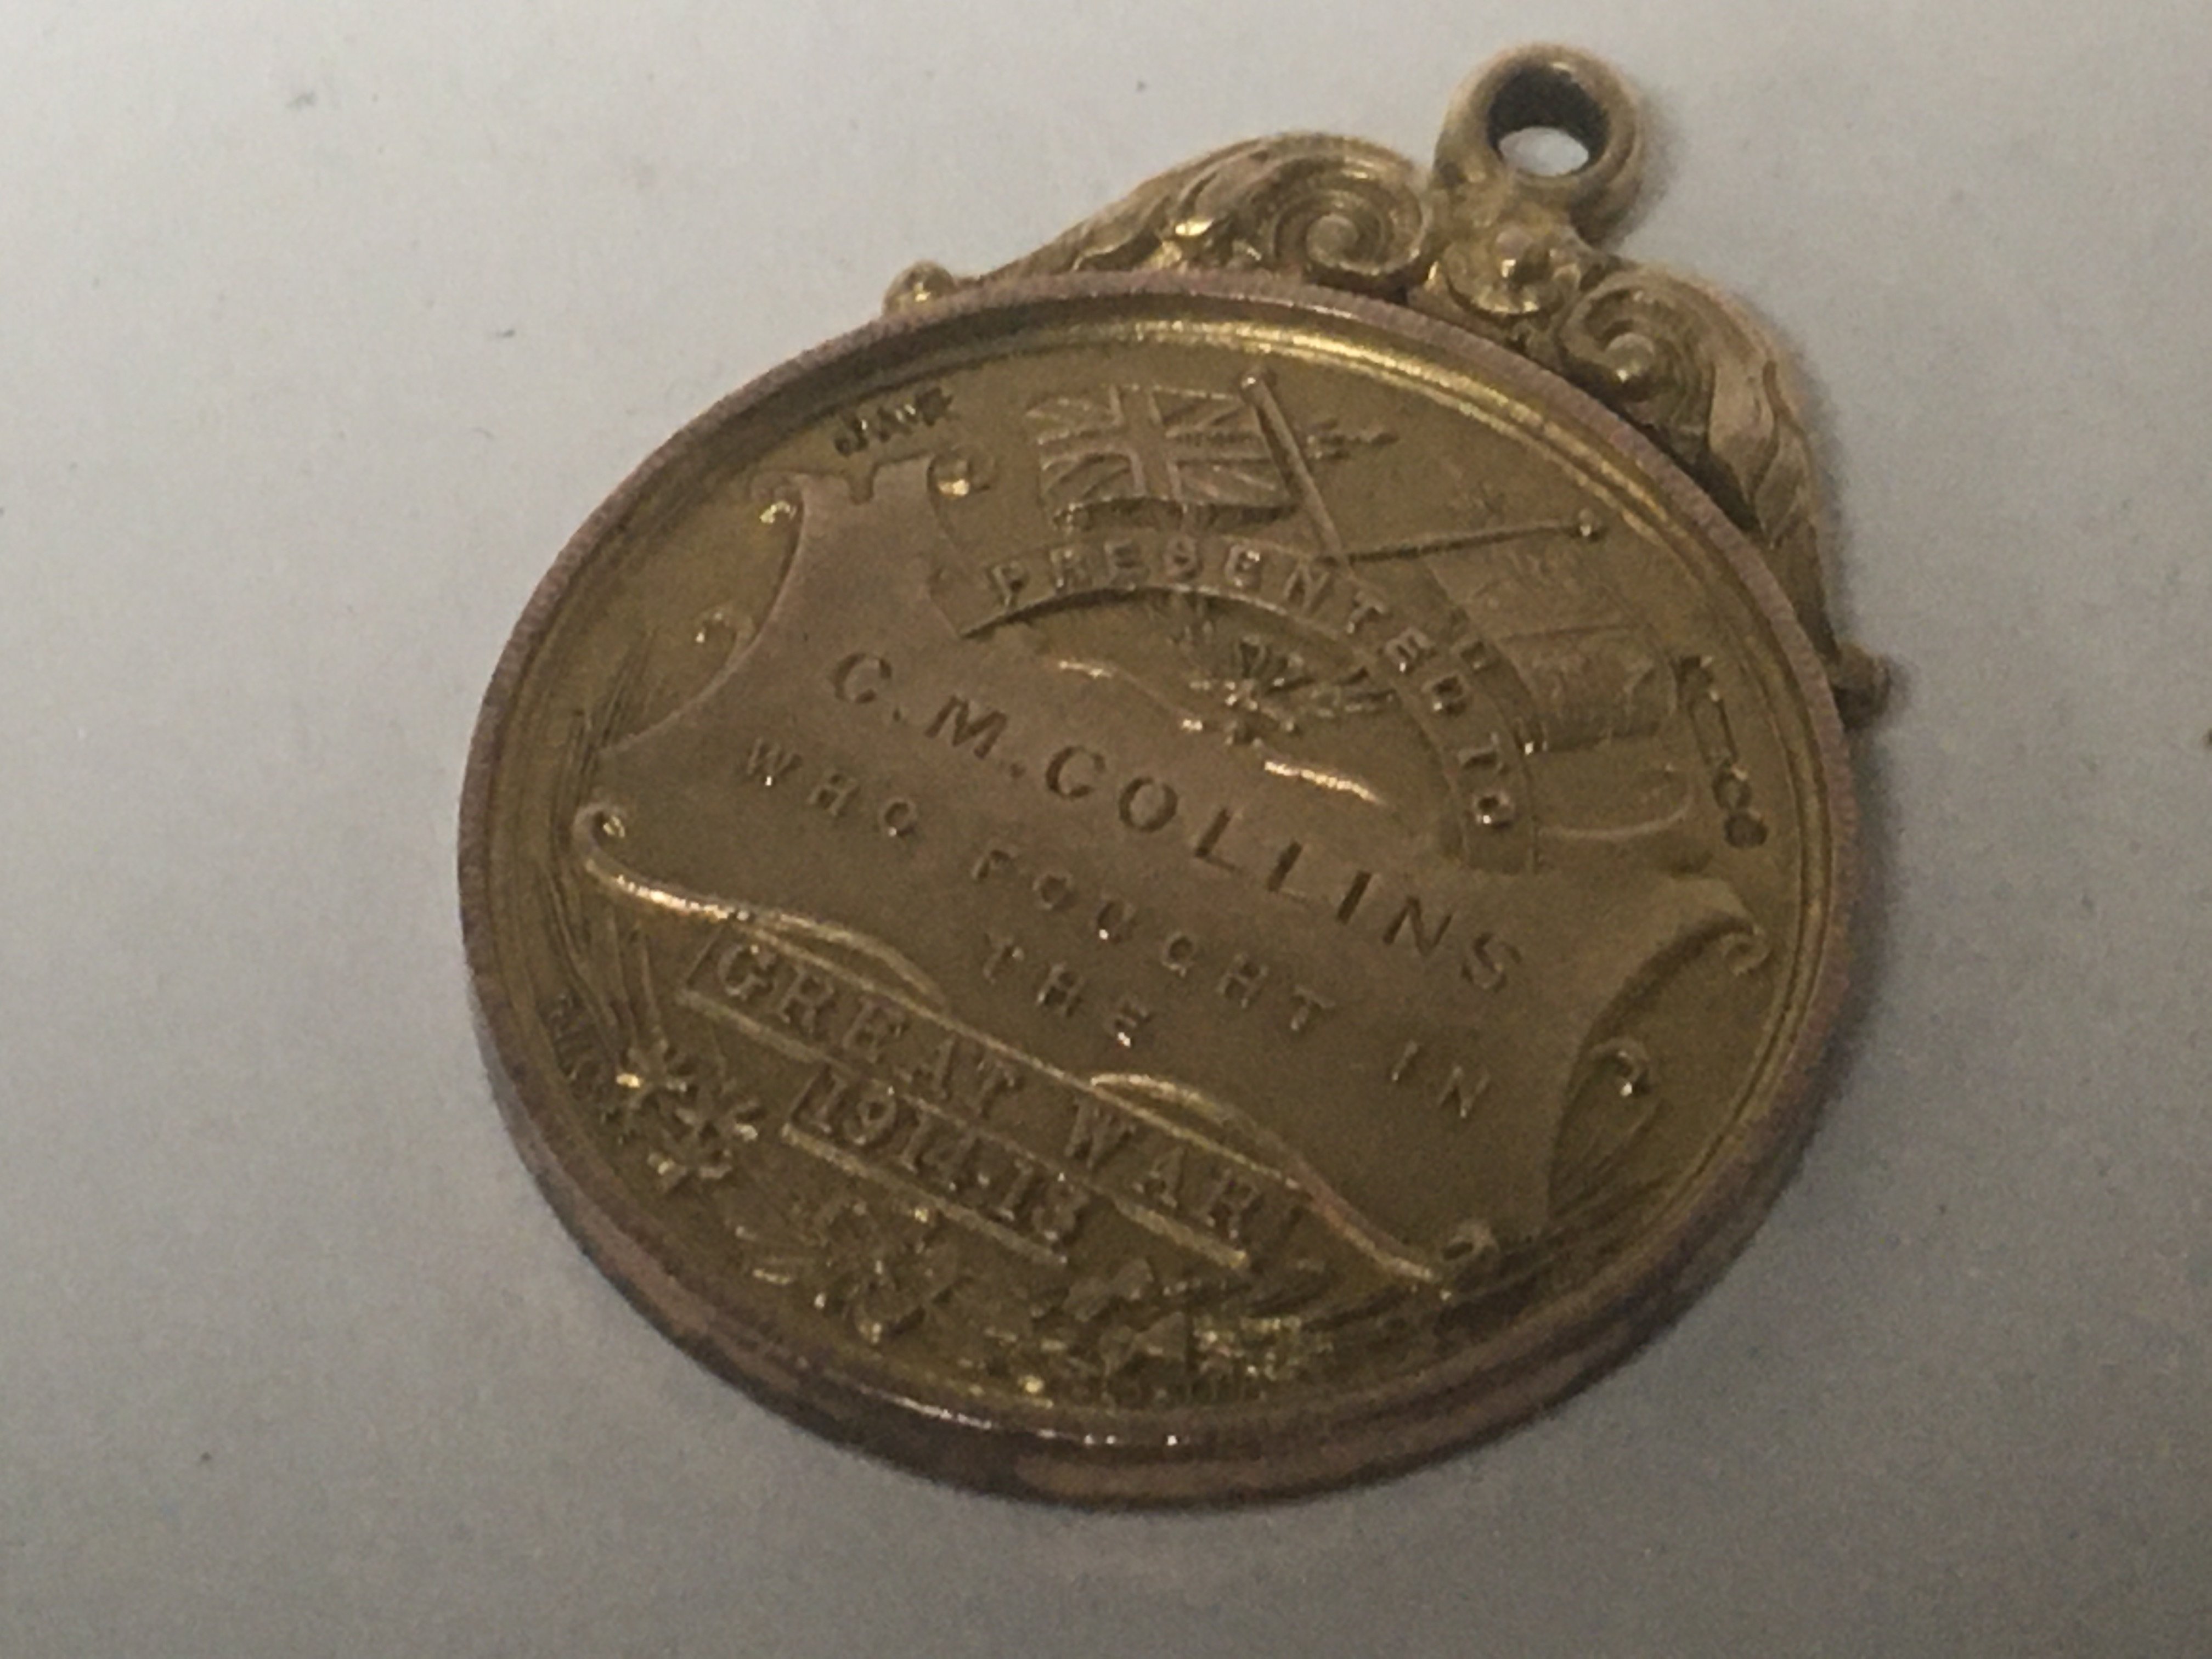 PRESENTED TO
C. M. COLLINS
WHO FOUGHT IN
THE
GREAT WAR
1914-18